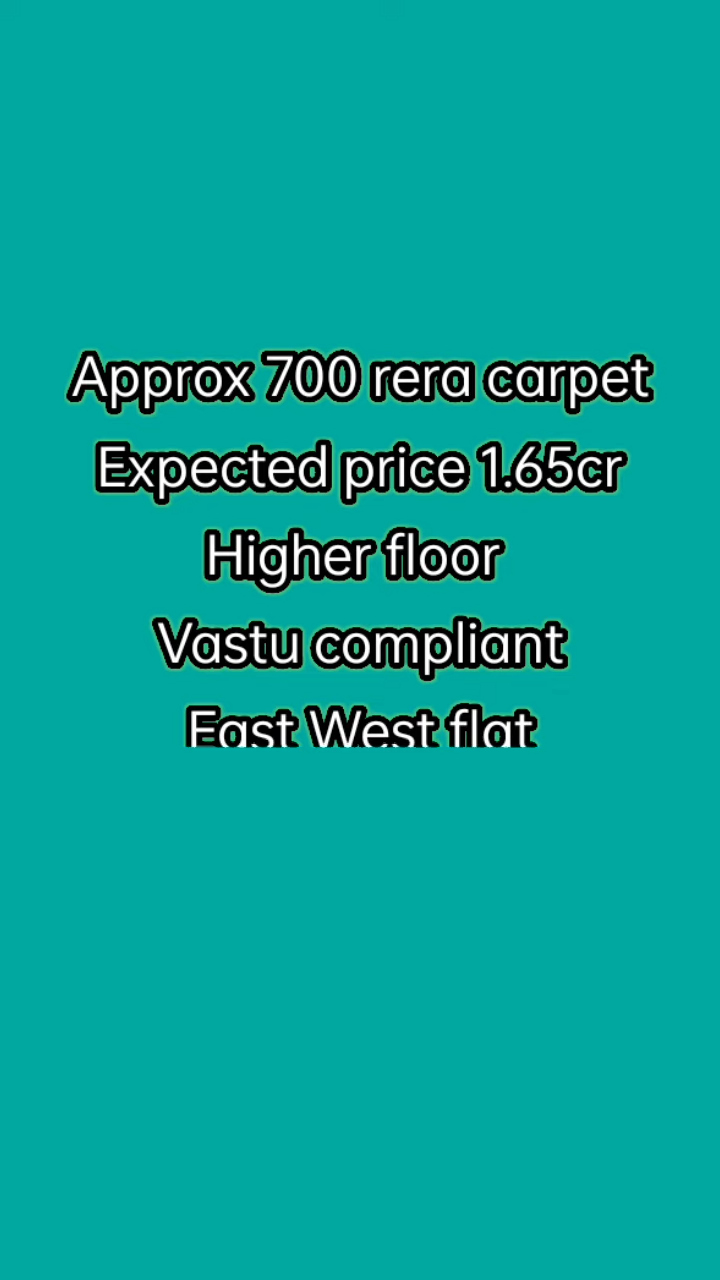 Approx 700 rera carpet
Expected price 1.65cr
Higher floor
Vastu compliant
East West flat